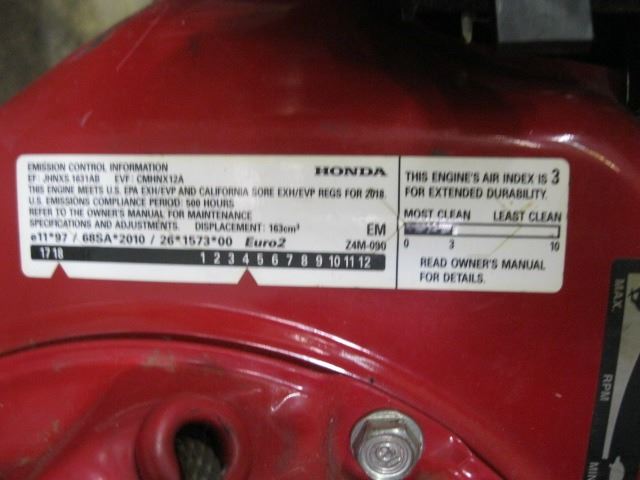 EMISSION CONTROL INFORMATION HONDA
EF: JHNXS.1631AB EVF: CMHNX12A
THIS ENGINE MEETS U.S. EPA EXH/EVP AND CALIFORNIA SORE EXH/EVP REGS FOR 2018.
U.S. EMISSIONS COMPLIANCE PERIOD: 500 HOURS
REFER TO THE OWNER'S MANUAL FOR MAINTENANCE
SPECIFICATIONS AND ADJUSTMENTS. DISPLACEMENT: 163cm³ EM
e11*97 / 68SA*2010 / 26*1573*00 Euro2 Z4M-090
17 18 1 2 3 4 5 6 7 8 9 10 11 12
THIS ENGINE'S AIR INDEX IS 3
FOR EXTENDED DURABILITY.
MOST CLEAN LEAST CLEAN
0 3 10
READ OWNER'S MANUAL
FOR DETAILS.
MAX
RPM
MIN